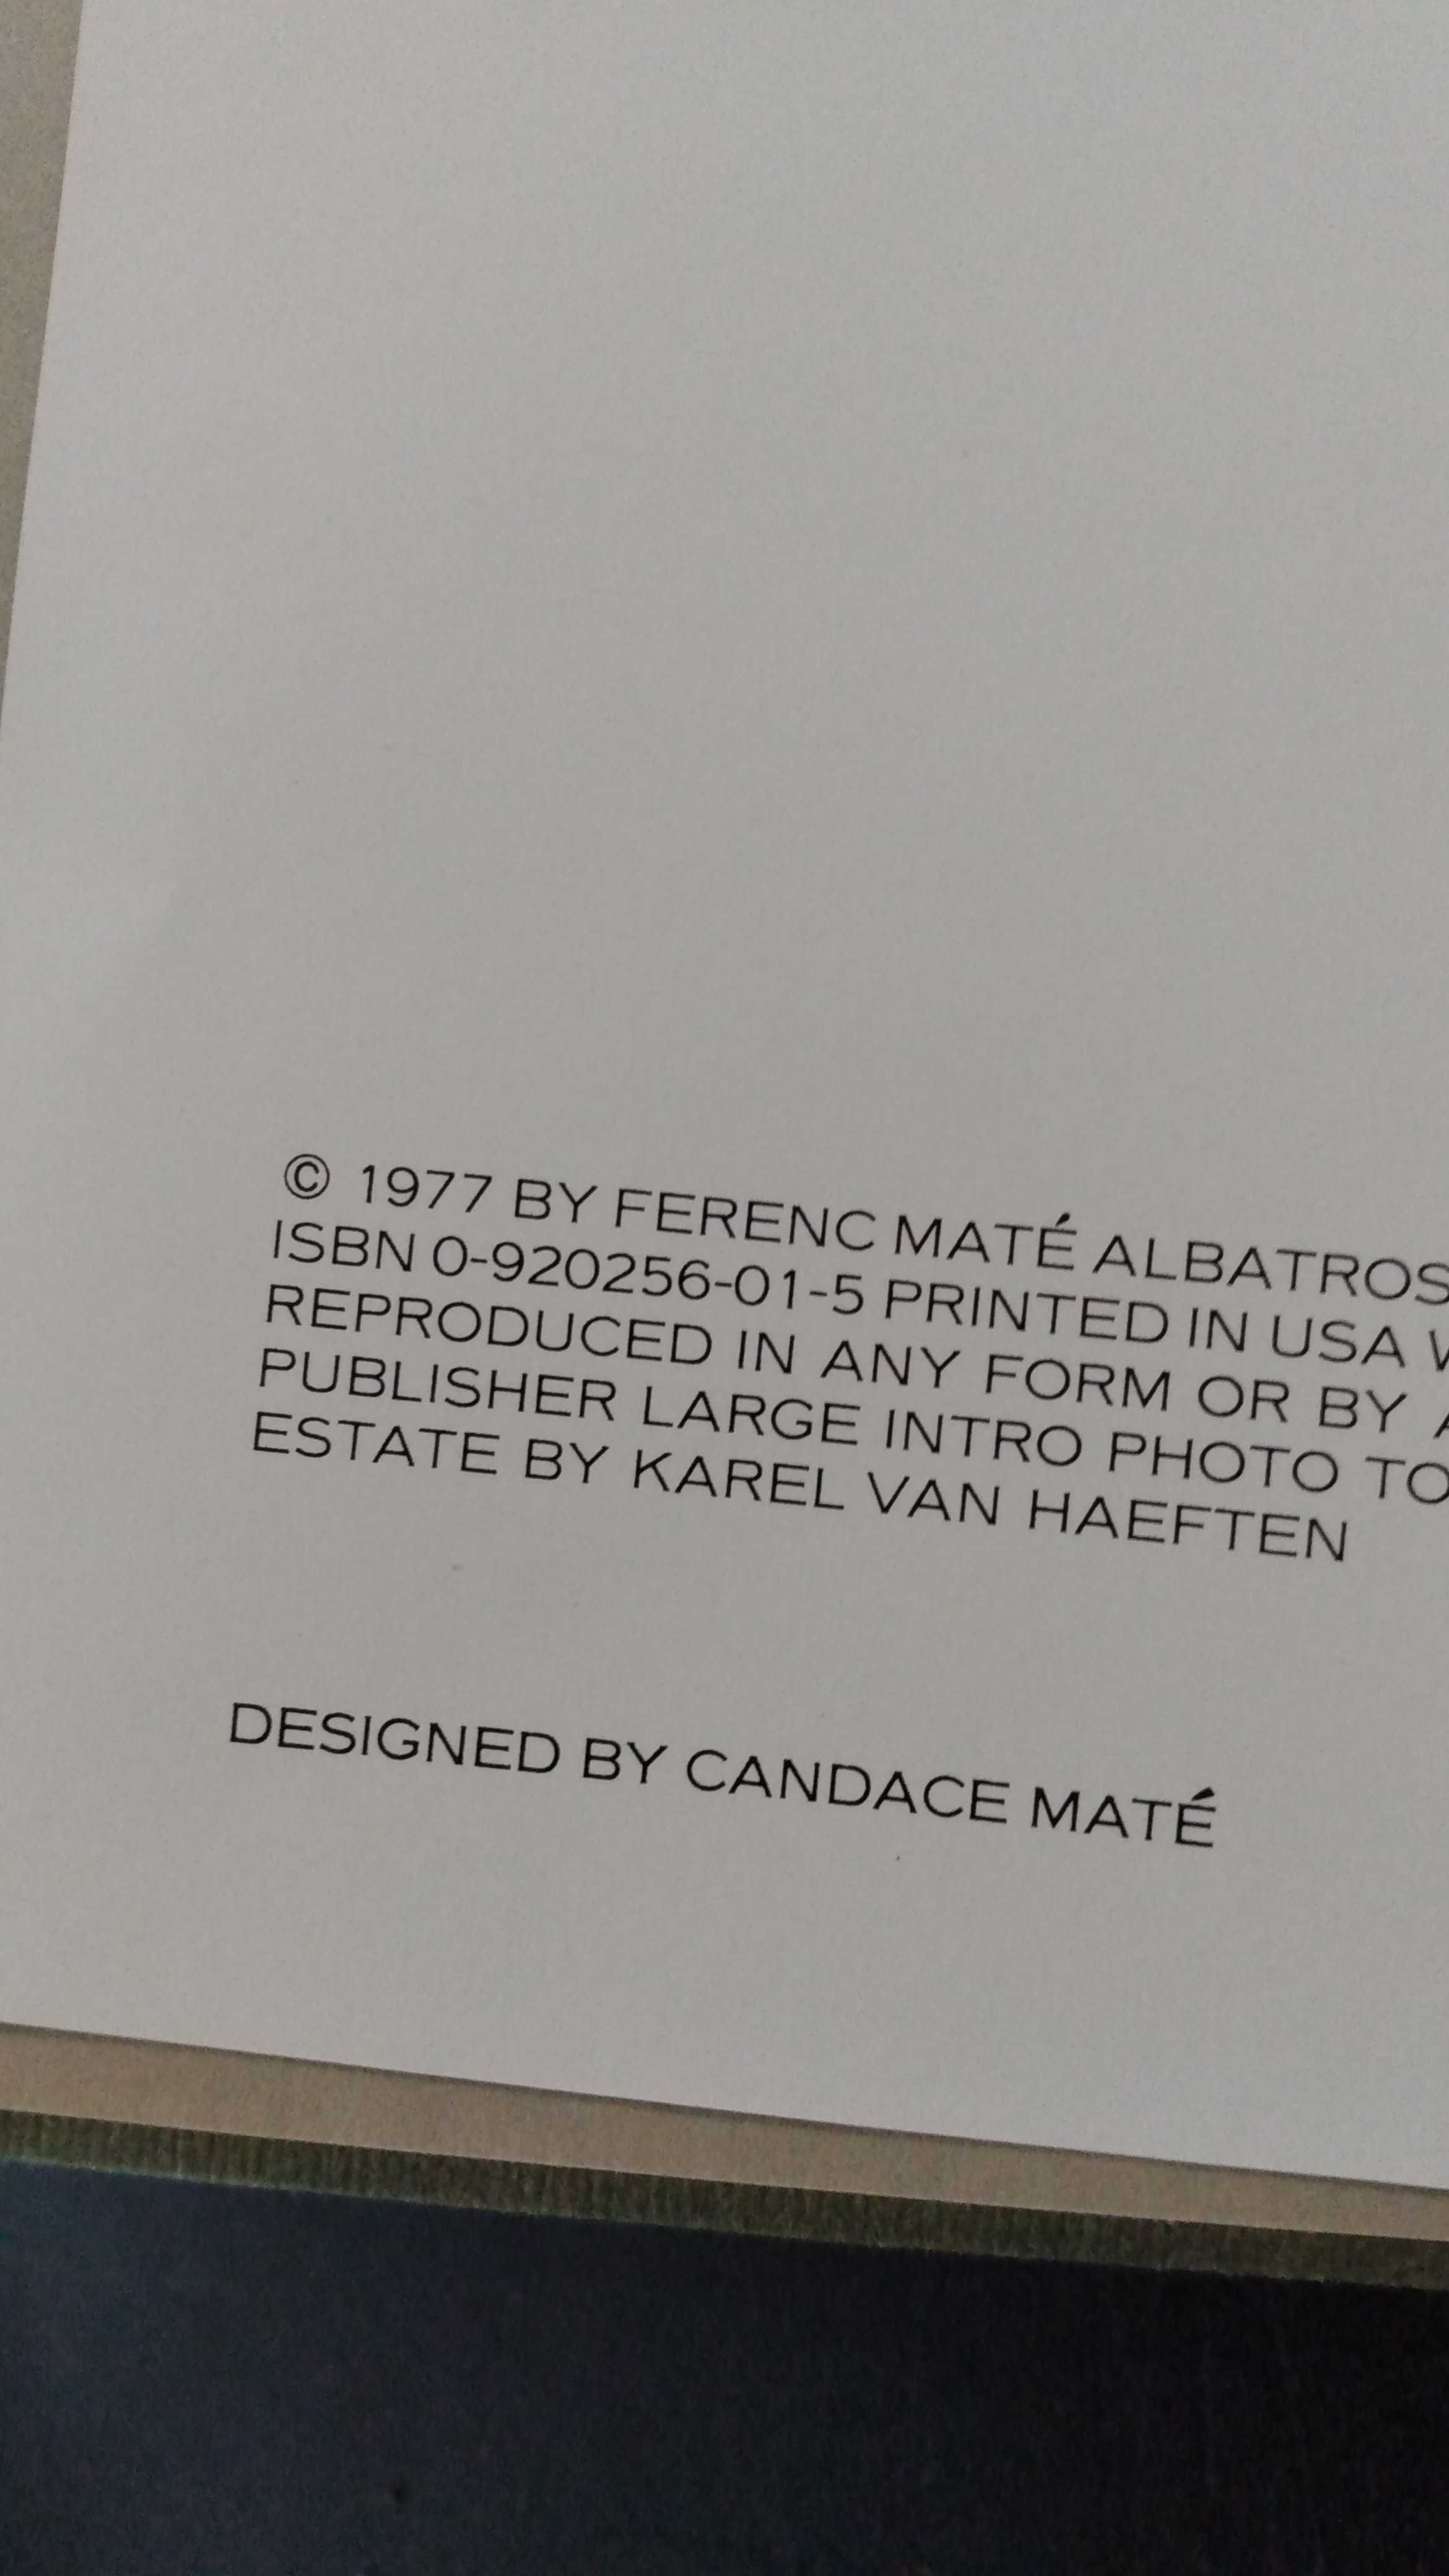 © 1977 BY FERENC MATÉ ALBATROS
ISBN 0-920256-01-5 PRINTED IN USA
REPRODUCED IN ANY FORM OR BY
PUBLISHER LARGE INTRO PHOTO TO
ESTATE BY KAREL VAN HAEFTEN
DESIGNED BY CANDACE MATÉ